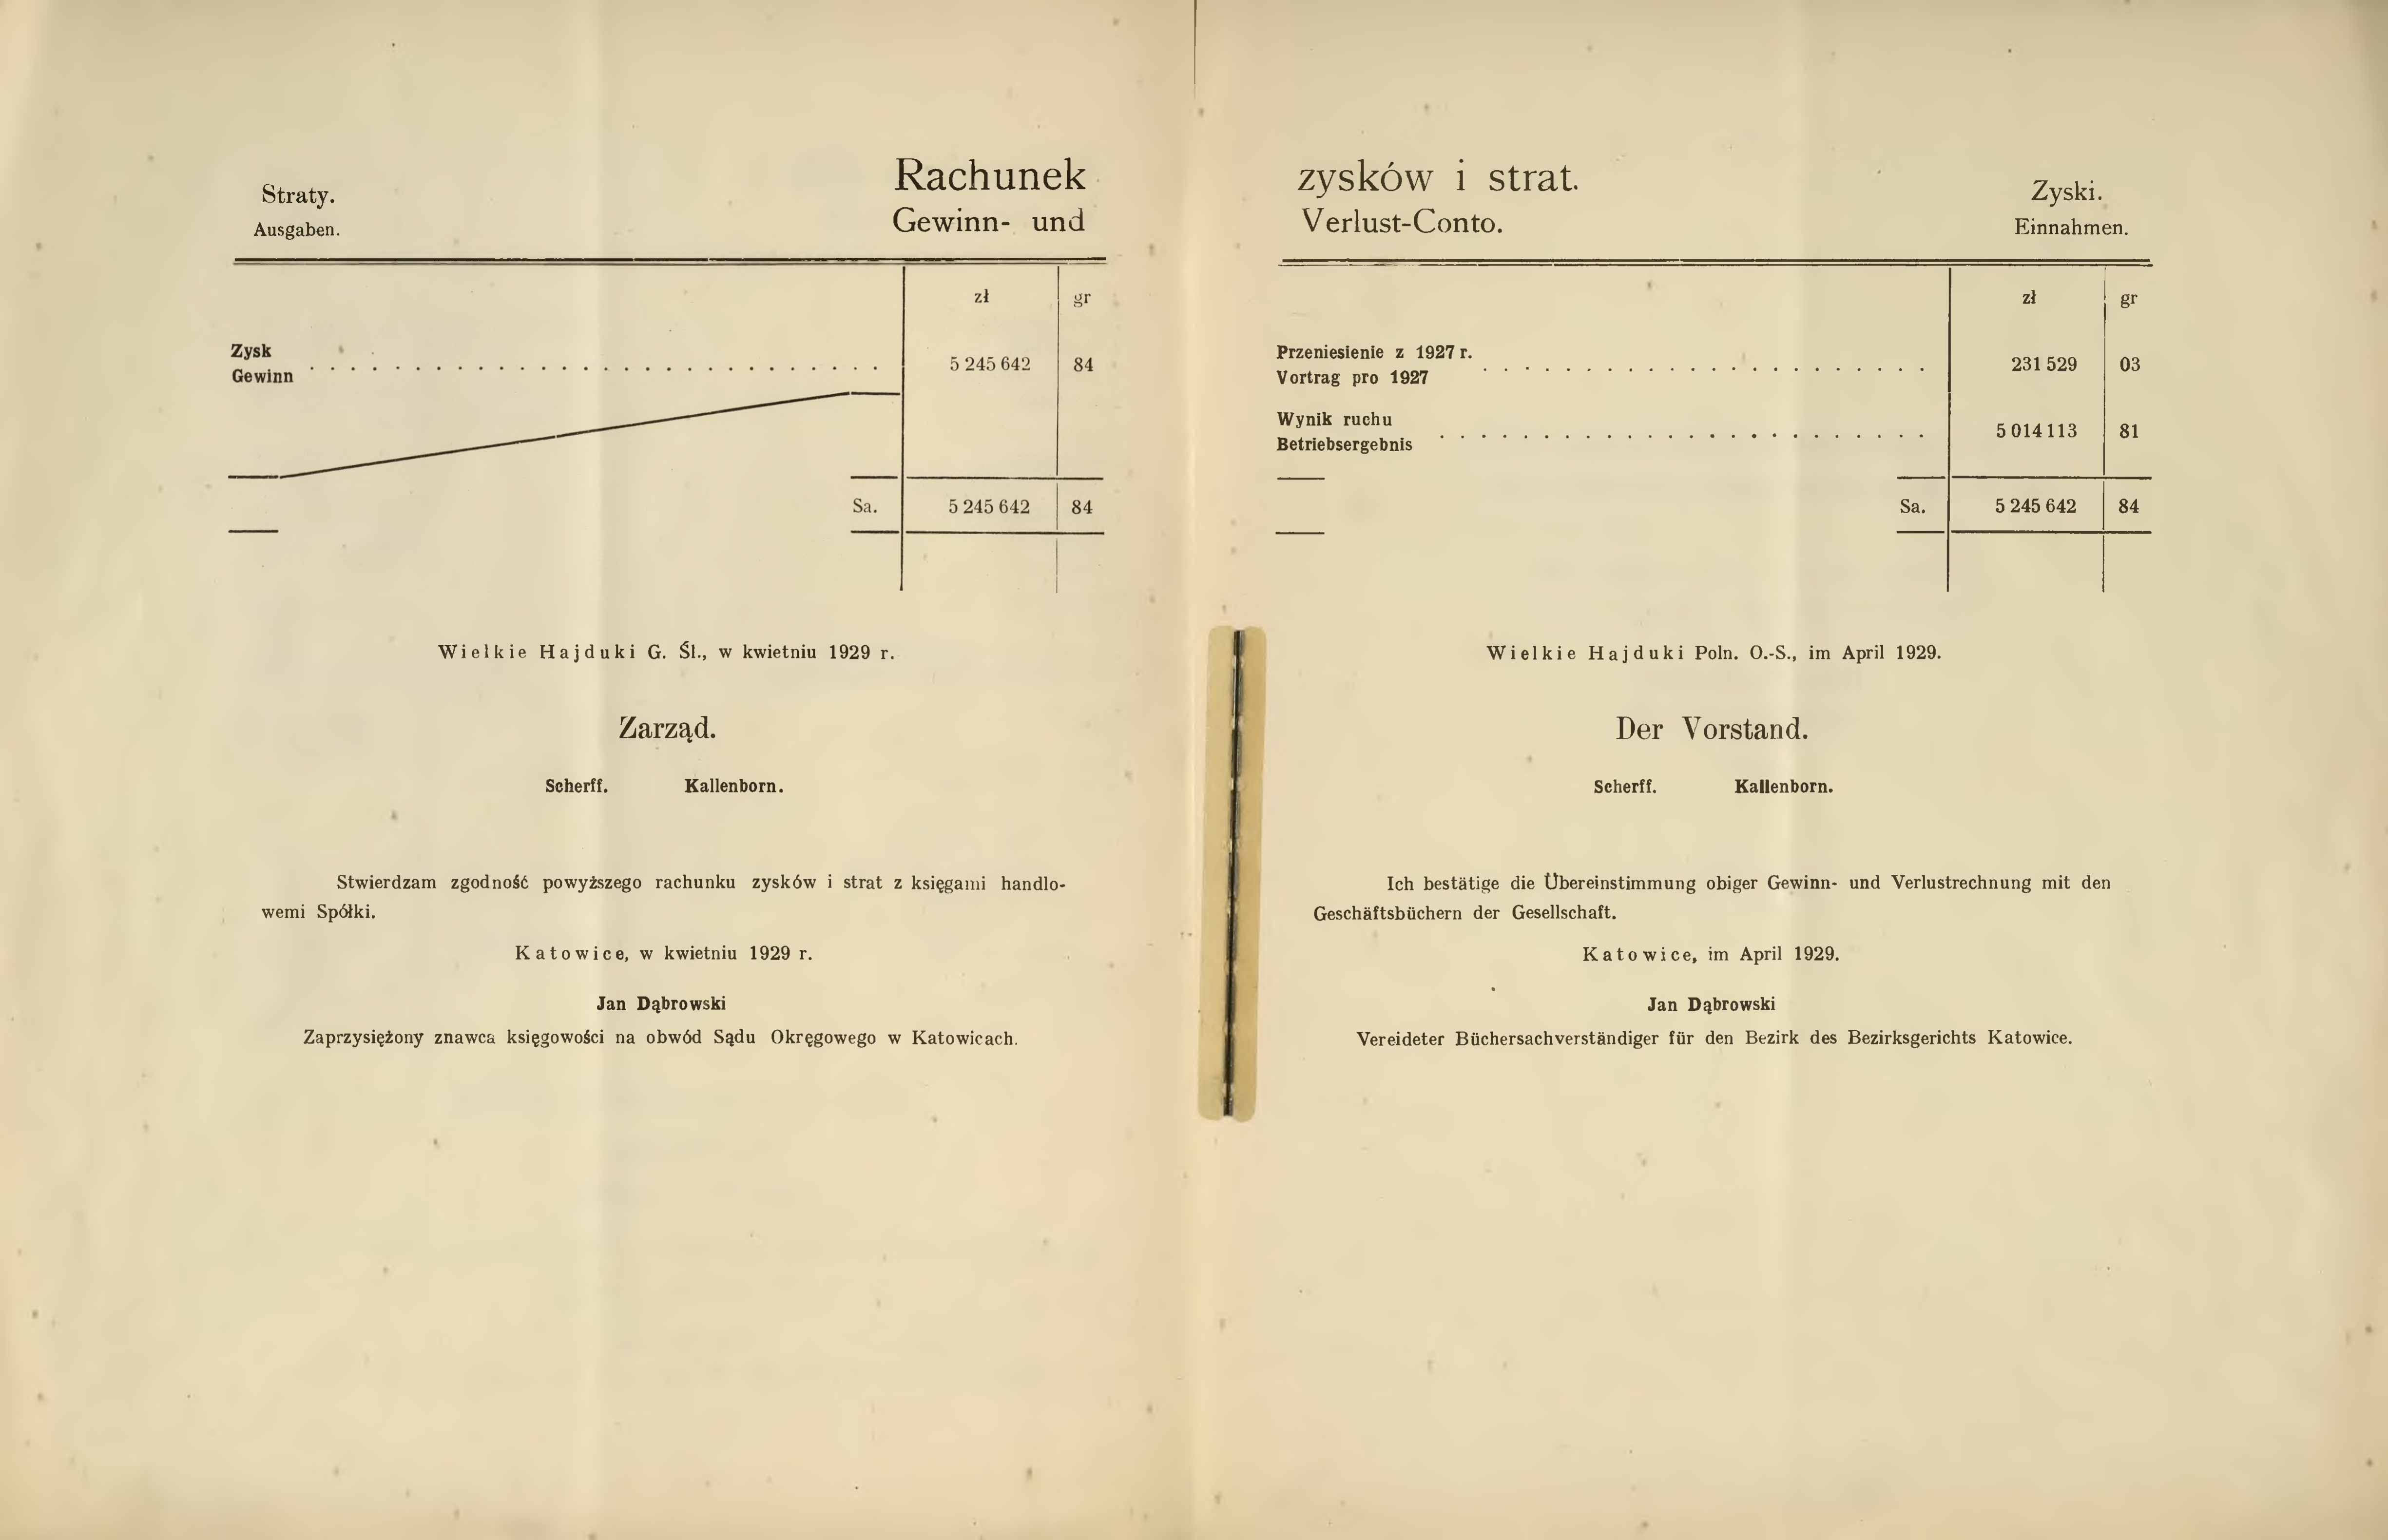 Straty.
Ausgaben.
Rachunek
Gewinn- und
zł gr
Zysk
Gewinn . . . . . . . . . . . . . . . . . . . . . . . . . . . . 5 245 642 84
Sa. 5 245 642 84
Wielkie Hajduki G. Śl., w kwietniu 1929 r.
Zarząd.
Scherff. Kallenborn.
Stwierdzam zgodność powyższego rachunku zysków i strat z księgami handlo-
wemi Spółki.
Katowice, w kwietniu 1929 r.
Jan Dąbrowski
Zaprzysiężony znawca księgowości na obwód Sądu Okręgowego w Katowicach.
zysków i strat.
Verlust-Conto.
Zyski.
Einnahmen.
zł gr
Przeniesienie z 1927 r.
Vortrag pro 1927 . . . . . . . . . . . . . . . . . . . . . . 231 529 03
Wynik ruchu
Betriebsergebnis . . . . . . . . . . . . . . . . . . . . . . . . 5 014 113 81
Sa. 5 245 642 84
Wielkie Hajduki Poln. O.-S., im April 1929.
Der Vorstand.
Scherff. Kallenborn.
Ich bestätige die Übereinstimmung obiger Gewinn- und Verlustrechnung mit den
Geschäftsbüchern der Gesellschaft.
Katowice, im April 1929.
Jan Dąbrowski
Vereideter Büchersachverständiger für den Bezirk des Bezirksgerichts Katowice.